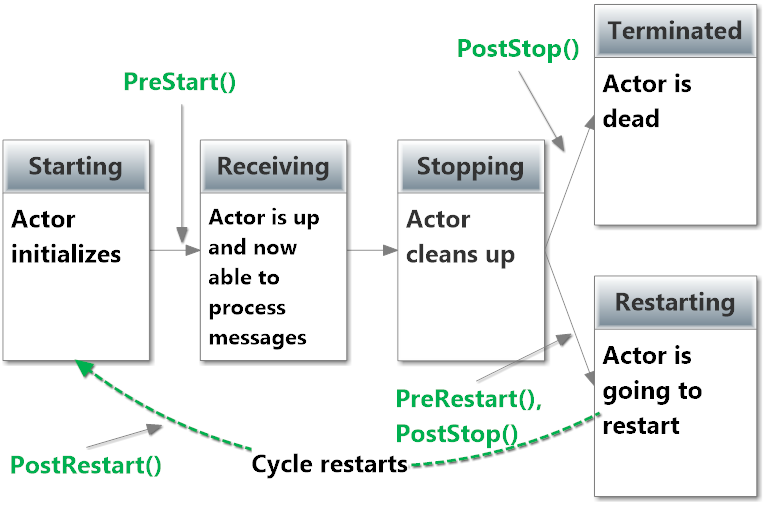 PreStart()
PostStop()
Terminated
Actor is
dead
Starting
Actor
initializes
Receiving
Actor is up
and now
able to
process
messages
Stopping
Actor
cleans up
Restarting
Actor is
going to
restart
PreRestart(),
PostStop()
PostRestart()
Cycle restarts